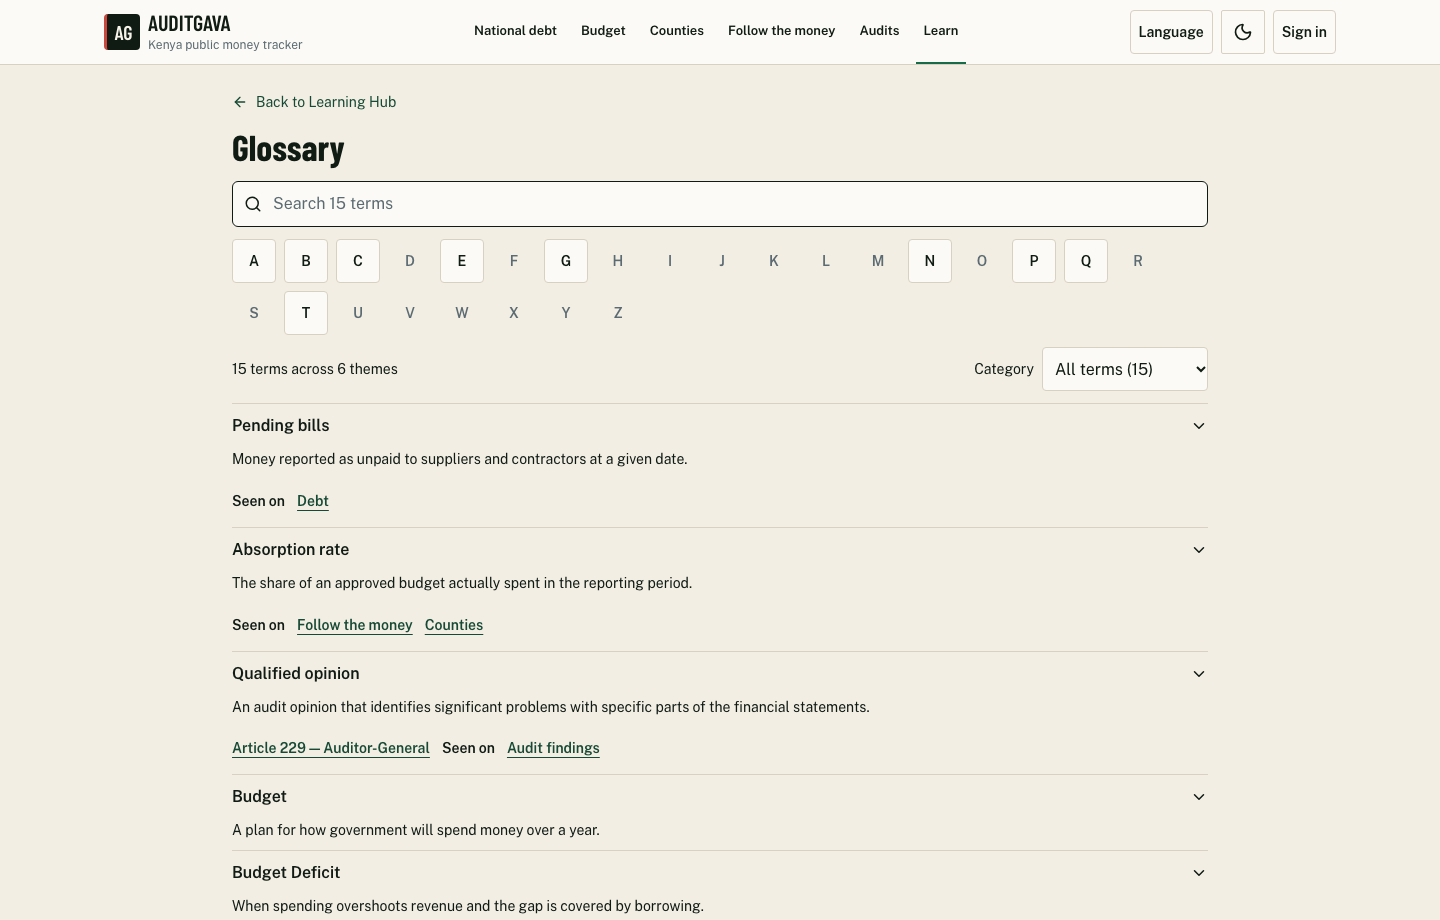 AG
AUDITGAVA
Kenya public money tracker
National debt
Budget
Counties
Follow the money
Audits
Learn
Language
Sign in
Back to Learning Hub
Glossary
Search 15 terms
A B C D E F G H I J K L M N O P Q R
S T U V W X Y Z
15 terms across 6 themes
Category
All terms (15)
Pending bills
Money reported as unpaid to suppliers and contractors at a given date.
Seen on Debt
Absorption rate
The share of an approved budget actually spent in the reporting period.
Seen on Follow the money Counties
Qualified opinion
An audit opinion that identifies significant problems with specific parts of the financial statements.
Article 229 — Auditor-General Seen on Audit findings
Budget
A plan for how government will spend money over a year.
Budget Deficit
When spending overshoots revenue and the gap is covered by borrowing.